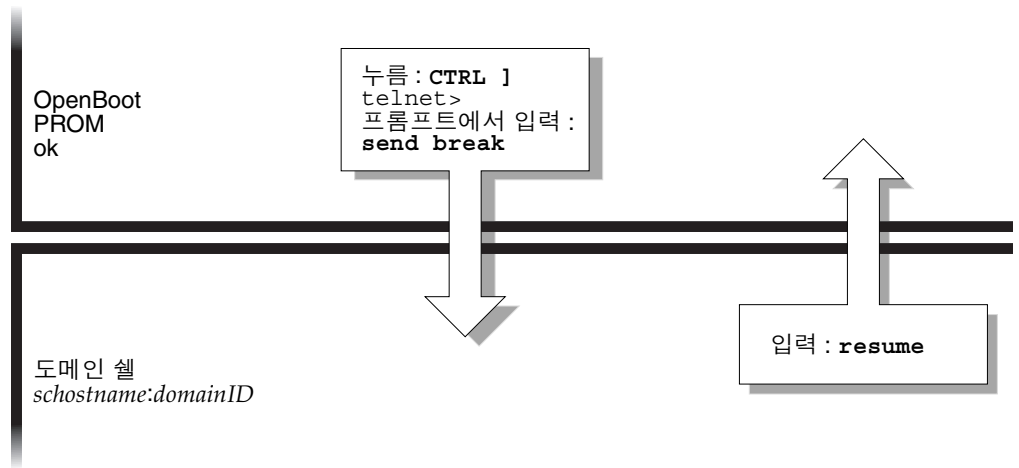 OpenBoot
PROM
ok
누름 : CTRL ]
telnet>
프롬프트에서 입력 :
send break
입력 : resume
도메인 쉘
schostname:domainID